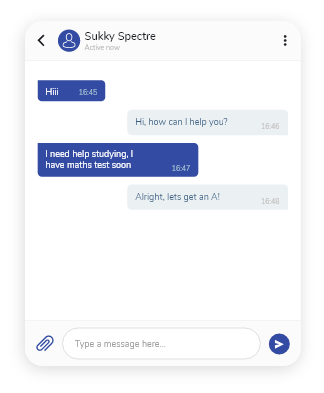 Sukky Spectre
Active now
Hiii 16:45
Hi, how can I help you?
16:46
I need help studying, I
have maths test soon
16:47
Alright, lets get an A!
16:48
Type a message here...